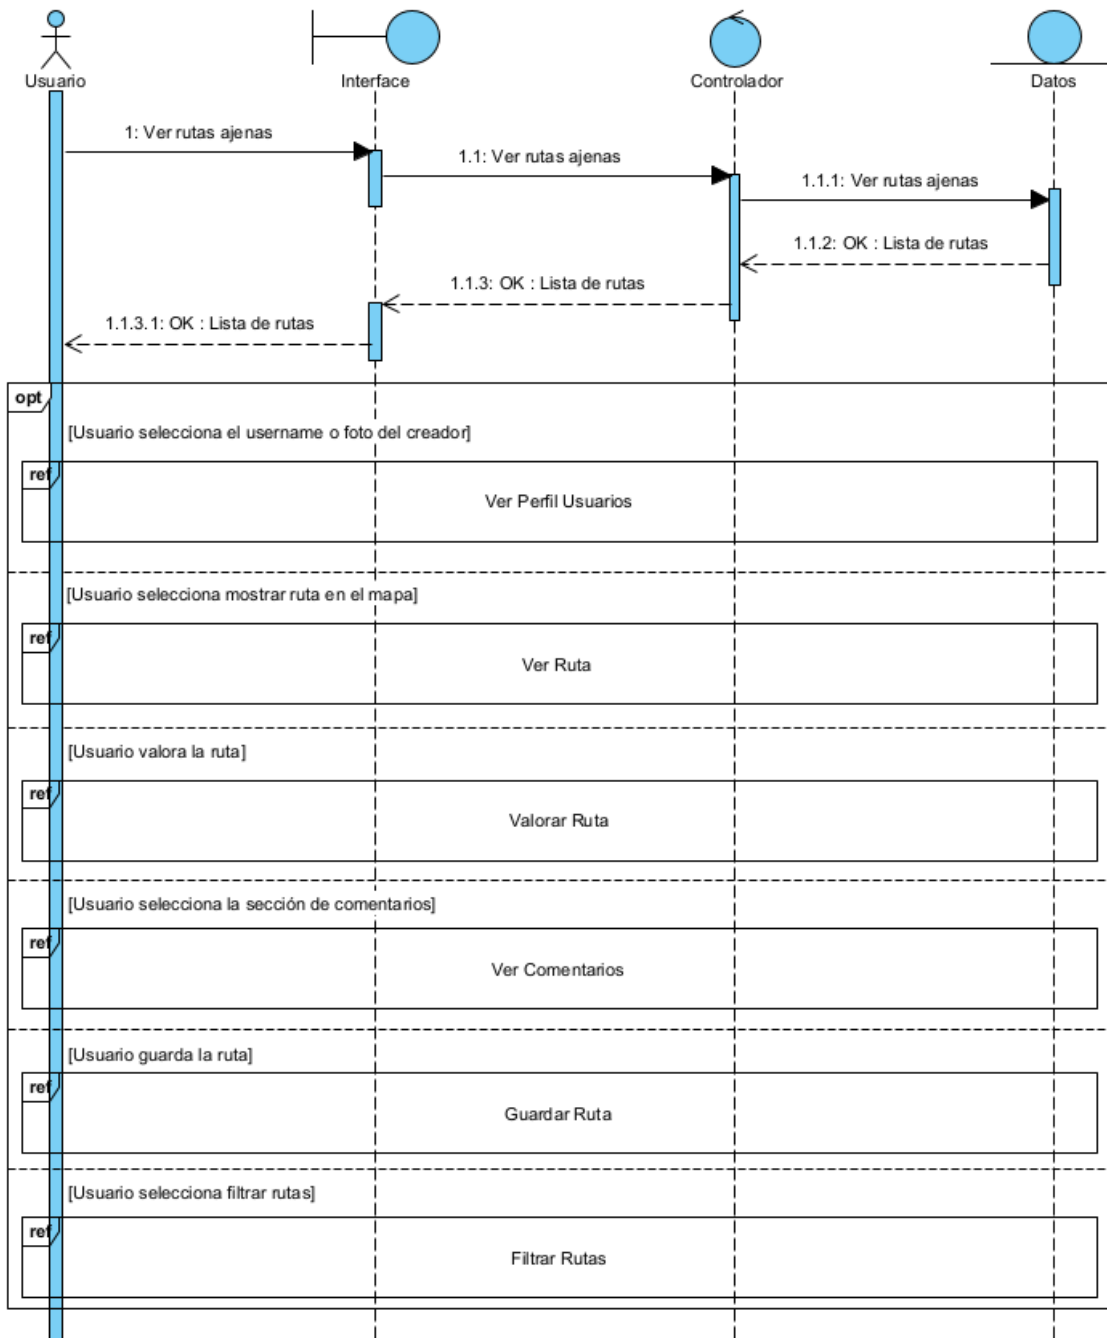 Usuario
Interface
Controlador
Datos
1: Ver rutas ajenas
1.1: Ver rutas ajenas
1.1.1: Ver rutas ajenas
1.1.2: OK : Lista de rutas
1.1.3: OK : Lista de rutas
1.1.3.1: OK : Lista de rutas
opt
[Usuario selecciona el username o foto del creador]
ref
Ver Perfil Usuarios
[Usuario selecciona mostrar ruta en el mapa]
ref
Ver Ruta
[Usuario valora la ruta]
ref
Valorar Ruta
[Usuario selecciona la sección de comentarios]
ref
Ver Comentarios
[Usuario guarda la ruta]
ref
Guardar Ruta
[Usuario selecciona filtrar rutas]
ref
Filtrar Rutas